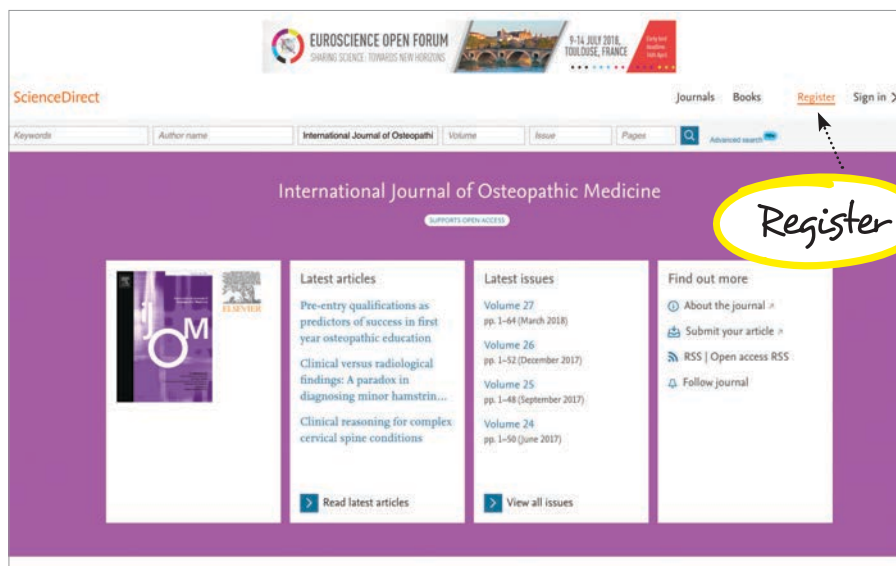 EUROSCIENCE OPEN FORUM
SHARING SCIENCE: TOWARDS NEW HORIZONS
9-14 JULY 2018,
TOULOUSE, FRANCE
Early bird
deadline
ScienceDirect
Journals Books Register Sign in
Keywords
Author name
International Journal of Osteopathi
Volume
Issue
Pages
Advanced search
International Journal of Osteopathic Medicine
SUPPORTS OPEN ACCESS
Register
IJOM
ELSEVIER
Latest articles
Pre-entry qualifications as
predictors of success in first
year osteopathic education
Clinical versus radiological
findings: A paradox in
diagnosing minor hamstrin...
Clinical reasoning for complex
cervical spine conditions
Read latest articles
Latest issues
Volume 27
pp. 1–64 (March 2018)
Volume 26
pp. 1–52 (December 2017)
Volume 25
pp. 1–48 (September 2017)
Volume 24
pp. 1–50 (June 2017)
View all issues
Find out more
About the journal
Submit your article
RSS | Open access RSS
Follow journal